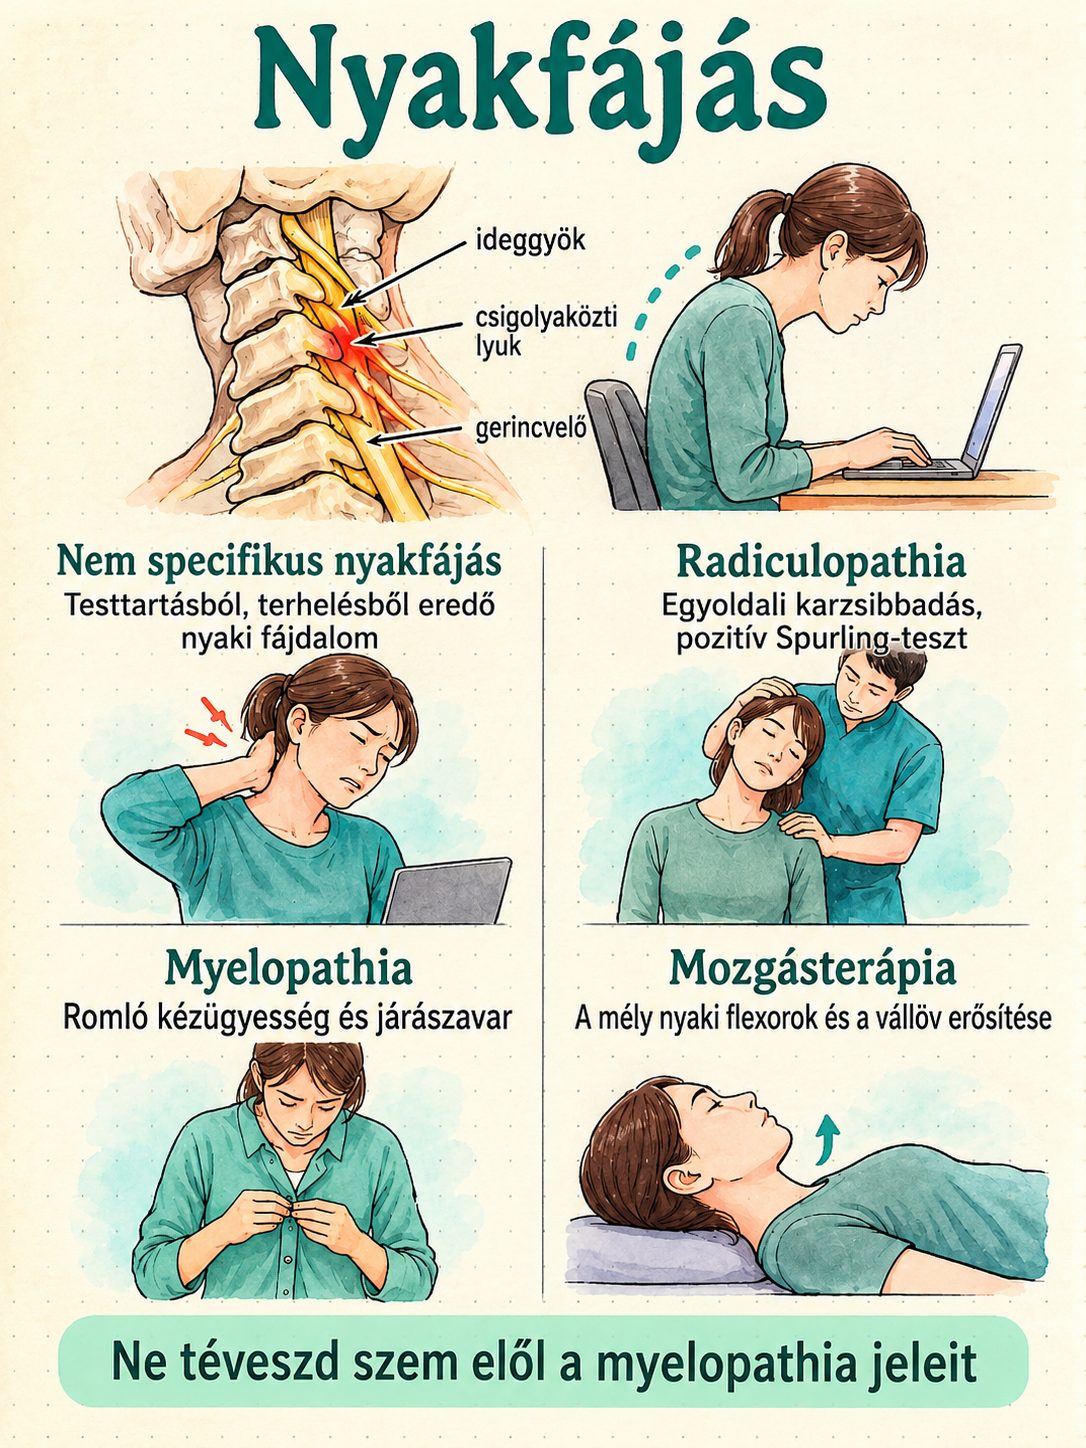 Nyakfájás
ideggyök
csigolyaközti
lyuk
gerincvelő
Nem specifikus nyakfájás
Testtartásból, terhelésből eredő
nyaki fájdalom
Radiculopathia
Egyoldali karzsibbadás,
pozitív Spurling-teszt
Myelopathia
Romló kézügyesség és járászavar
Mozgásterápia
A mély nyaki flexorok és a vállöv erősítése
Ne téveszd szem elől a myelopathia jeleit